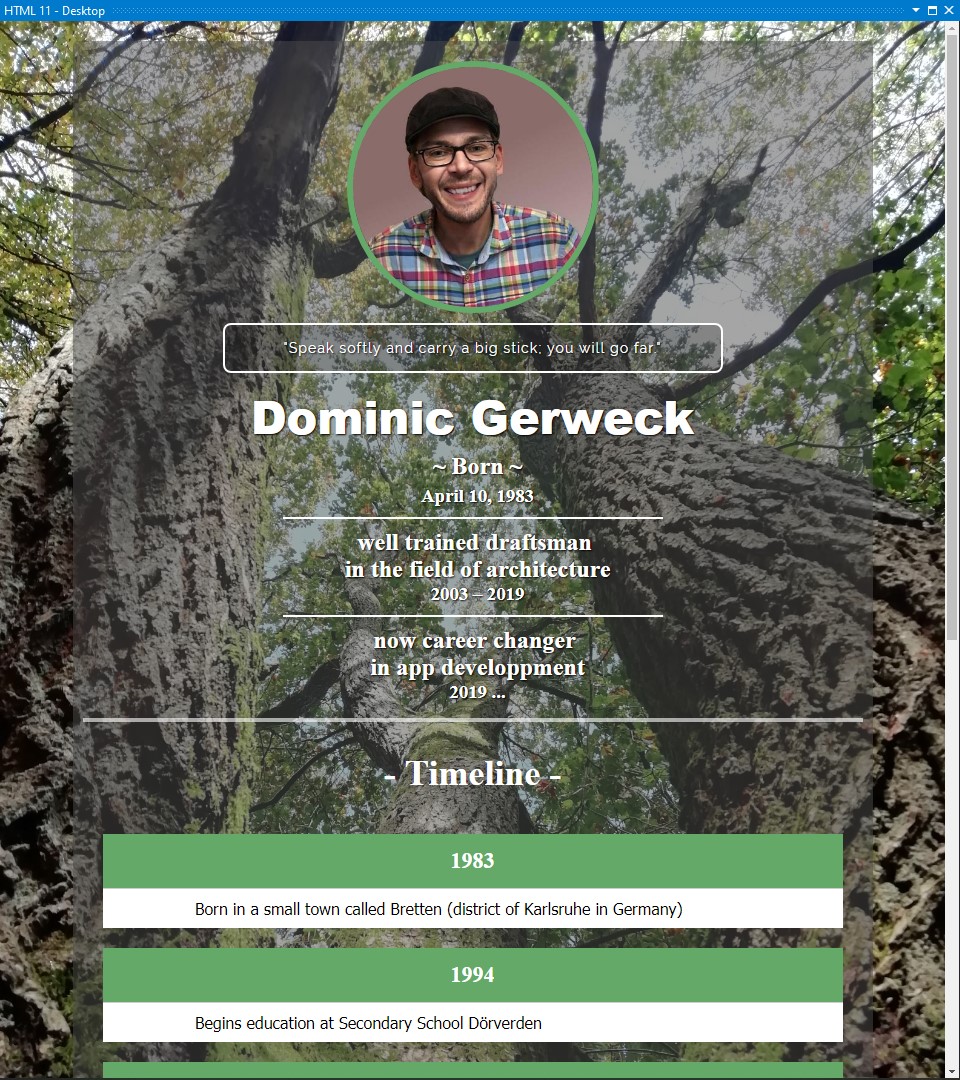 HTML 11 - Desktop
"Speak softly and carry a big stick; you will go far."
Dominic Gerweck
~ Born ~
April 10, 1983
well trained draftsman
in the field of architecture
2003 – 2019
now career changer
in app developpment
2019 ...
- Timeline -
1983
Born in a small town called Bretten (district of Karlsruhe in Germany)
1994
Begins education at Secondary School Dörverden